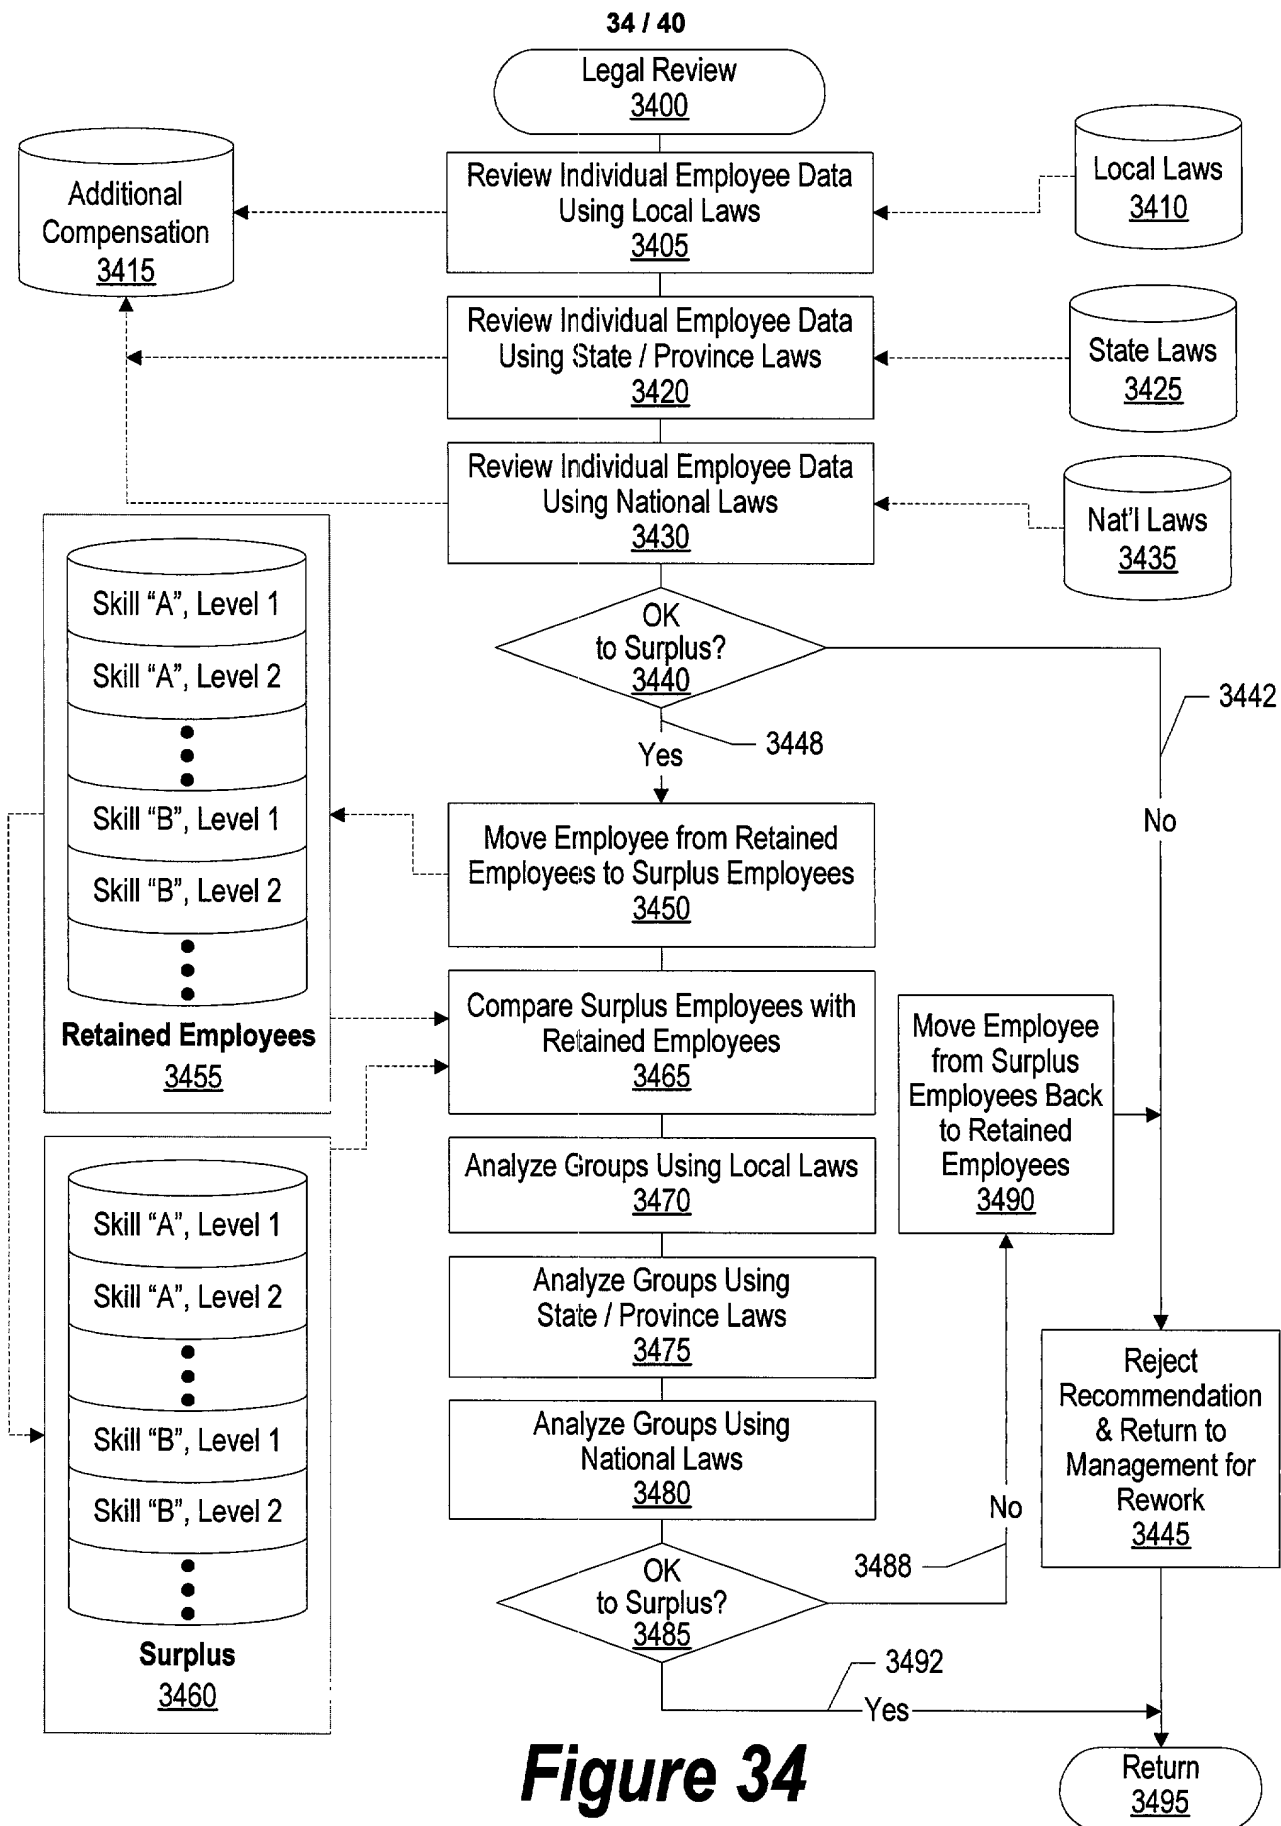 34 / 40
Legal Review
3400
Additional
Compensation
3415
Review Individual Employee Data
Using Local Laws
3405
Local Laws
3410
Review Individual Employee Data
Using State / Province Laws
3420
State Laws
3425
Review Individual Employee Data
Using National Laws
3430
Nat'l Laws
3435
OK
to Surplus?
3440
3442
3448
Yes
No
Skill "A", Level 1
Skill "A", Level 2
Skill "B", Level 1
Skill "B", Level 2
Retained Employees
3455
Move Employee from Retained
Employees to Surplus Employees
3450
Compare Surplus Employees with
Retained Employees
3465
Move Employee
from Surplus
Employees Back
to Retained
Employees
3490
Analyze Groups Using Local Laws
3470
Skill "A", Level 1
Skill "A", Level 2
Skill "B", Level 1
Skill "B", Level 2
Surplus
3460
Analyze Groups Using
State / Province Laws
3475
Analyze Groups Using
National Laws
3480
Reject
Recommendation
& Return to
Management for
Rework
3445
No
3488
OK
to Surplus?
3485
3492
Yes
Return
3495
Figure 34